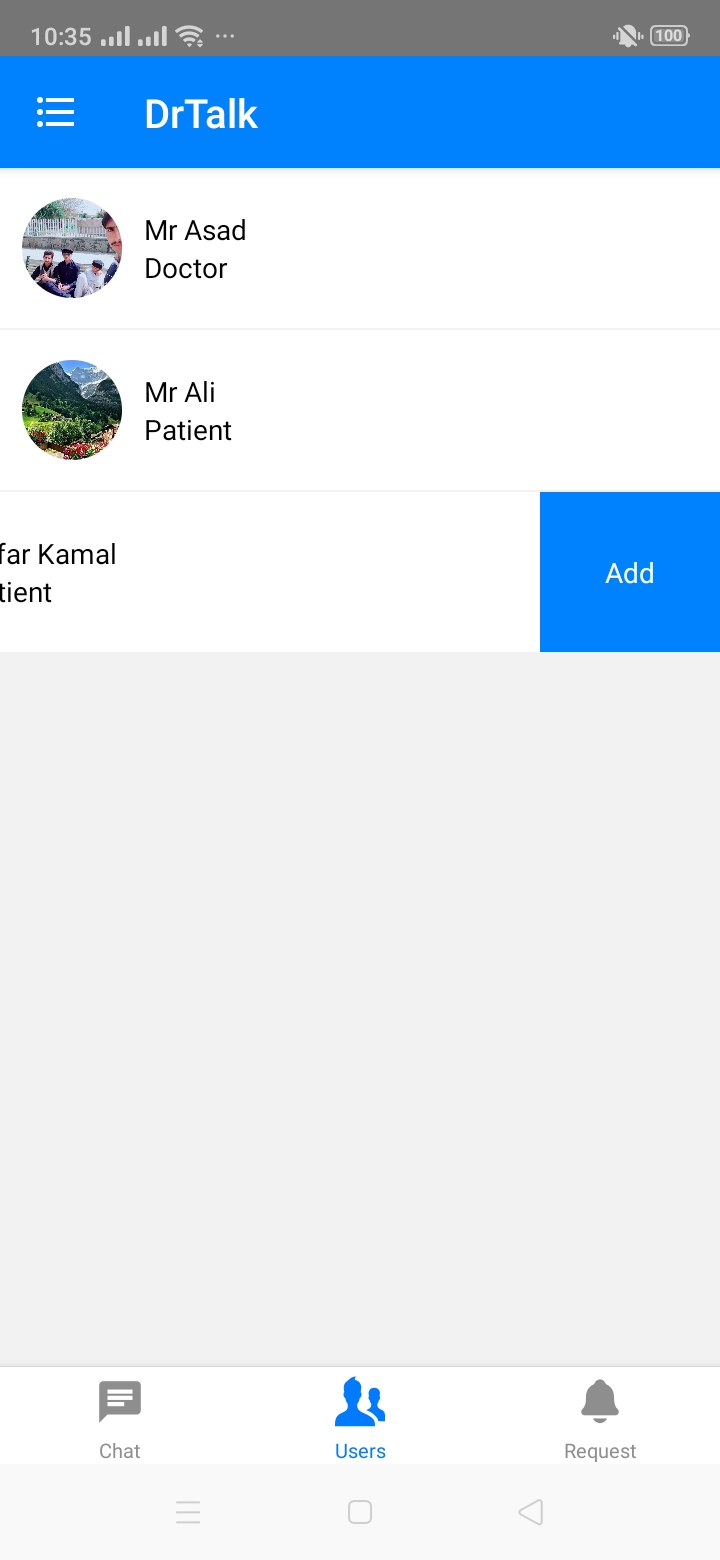 10:35
100
DrTalk
Mr Asad
Doctor
Mr Ali
Patient
far Kamal
tient
Add
Chat
Users
Request